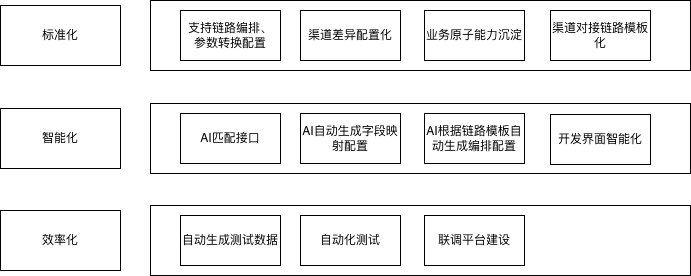 标准化
支持链路编排、
参数转换配置
渠道差异配置化
业务原子能力沉淀
渠道对接链路模板
化
智能化
AI匹配接口
AI自动生成字段映
射配置
AI根据链路模板自
动生成编排配置
开发界面智能化
效率化
自动生成测试数据
自动化测试
联调平台建设